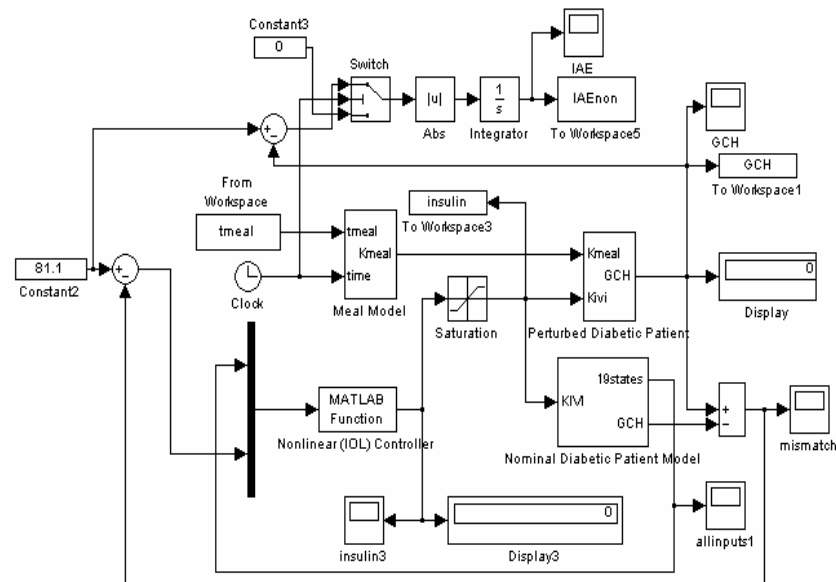 Constant3
0
Switch
IAE
|u|
1
s
IAEnon
Abs
Integrator
To Workspace5
GCH
+
-
GCH
To Workspace1
From
Workspace
tmeal
insulin
To Workspace3
tmeal
Kmeal
time
Meal Model
Kmeal
GCH
Kivi
Perturbed Diabetic Patient
81.1
Constant2
+
-
Clock
Saturation
0
Display
MATLAB
Function
Nonlinear (IOL) Controller
19states
KIVI
GCH
Nominal Diabetic Patient Model
+
-
mismatch
insulin3
0
Display3
allinputs1